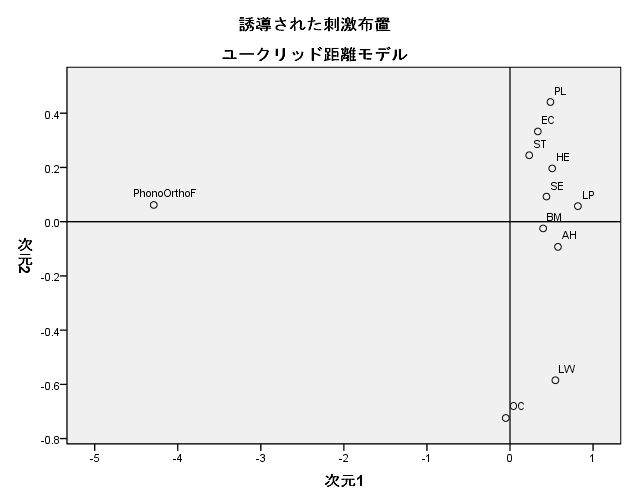 誘導された刺激布置
ユークリッド距離モデル
PL
0.4
EC
ST
HE
0.2
SE
PhonoOrthoF
LP
BM
0.0
AH
次元2
-0.2
-0.4
LW
-0.6
OC
-0.8
-5 -4 -3 -2 -1 0 1
次元1